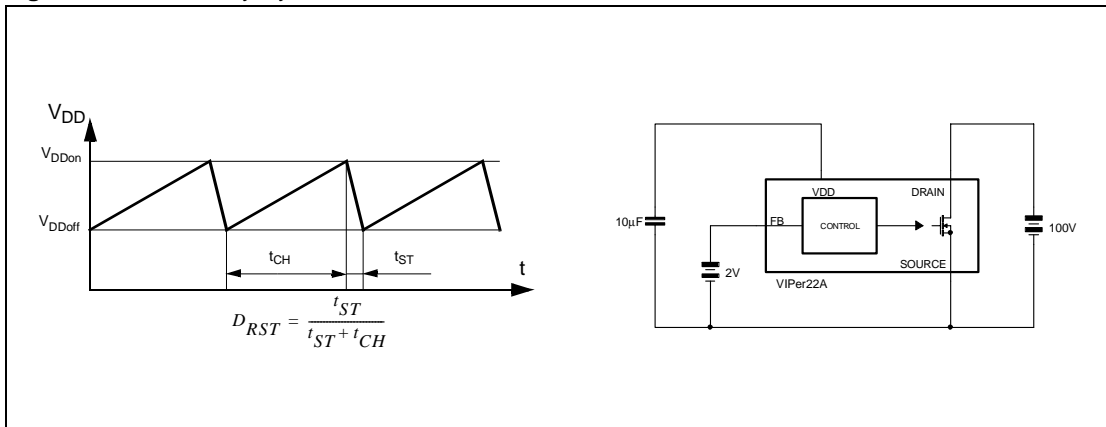 VDD
VDDon
VDDoff
tCH
tST
t
DRST = tST / tST + tCH
10μF
VDD
DRAIN
FB
CONTROL
2V
100V
SOURCE
VIPer22A